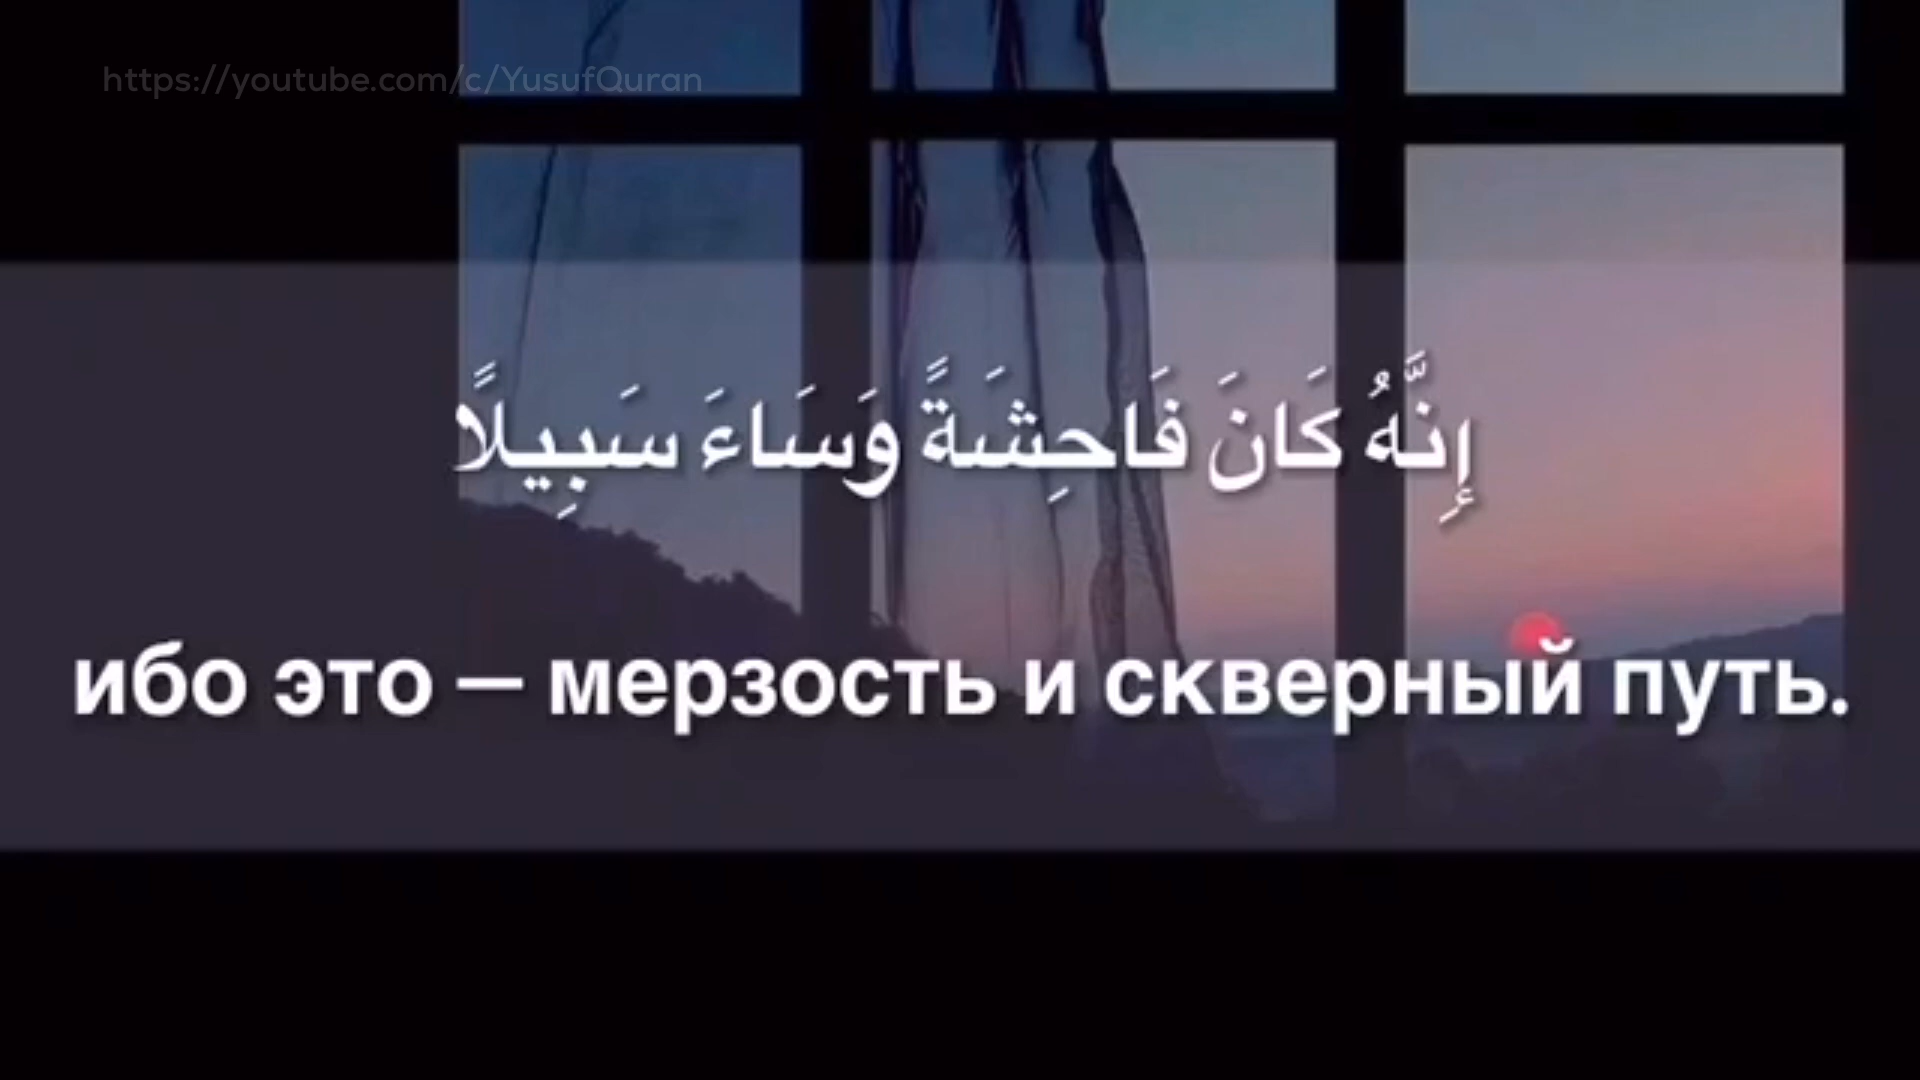 https://youtube.com/c/YusufQuran
إِنَّهُ كَانَ فَاحِشَةً وَسَاءَ سَبِيلًا
ибо это — мерзость и скверный путь.